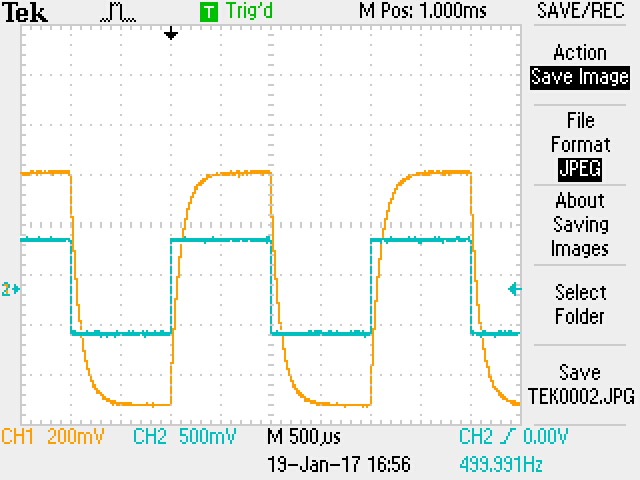 Tek T Trig'd M Pos: 1.000ms SAVE/REC
Action
Save Image
File
Format
JPEG
About
Saving
Images
2
Select
Folder
Save
TEK0002.JPG
CH1 200mV CH2 500mV M 500µs CH2 0.00V
19-Jan-17 16:56 499.991Hz